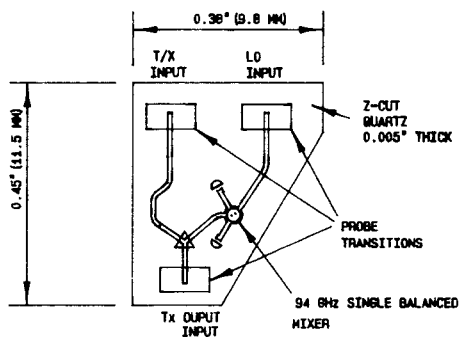 0.38" (9.8 MM)
T/X
INPUT
LO
INPUT
Z-CUT
QUARTZ
0.005" THICK
0.45" (11.5 MM)
PROBE
TRANSITIONS
94 GHz SINGLE BALANCED
MIXER
Tx OUPUT
INPUT